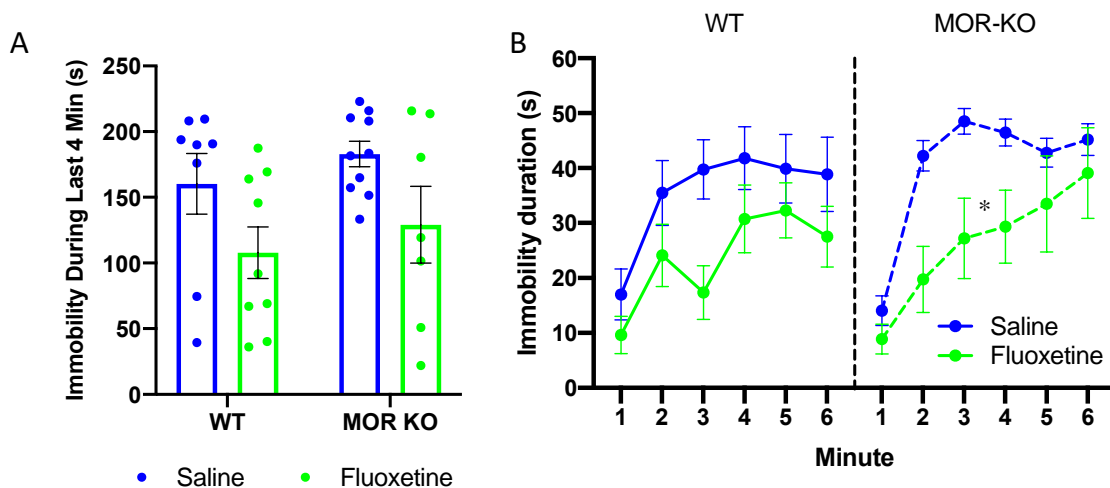 A
Immobility During Last 4 Min (s)
250
200
150
100
50
0
WT
MOR KO
Saline
Fluoxetine
B
WT
MOR-KO
Immobility duration (s)
60
50
40
30
20
10
0
*
Saline
Fluoxetine
1 2 3 4 5 6 1 2 3 4 5 6
Minute